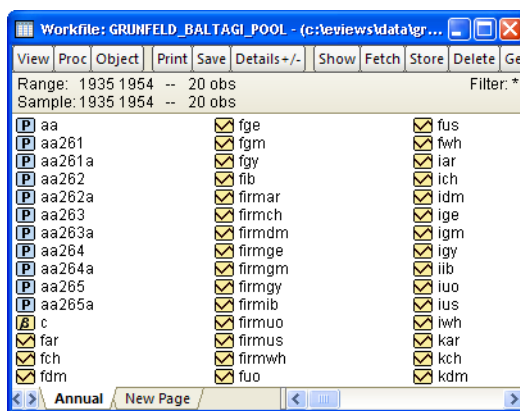 Workfile: GRUNFELD_BALTAGI_POOL - (c:\eviews\data\gr...
View Proc Object Print Save Details+/- Show Fetch Store Delete Ge
Range: 1935 1954 -- 20 obs Filter: *
Sample: 1935 1954 -- 20 obs
P aa fge fus
P aa261 fgm fwh
P aa261a fgy iar
P aa262 fib ich
P aa262a firmar idm
P aa263 firmch ige
P aa263a firmdm igm
P aa264 firmge igy
P aa264a firmgm iib
P aa265 firmgy iuo
P aa265a firmib ius
β c firmuo iwh
far firmus kar
fch firmwh kch
fdm fuo kdm
Annual New Page